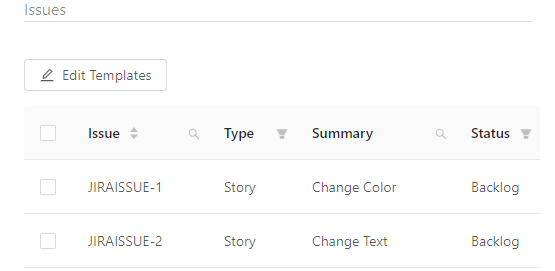 Issues
Edit Templates
Issue Type Summary Status
JIRAISSUE-1 Story Change Color Backlog
JIRAISSUE-2 Story Change Text Backlog